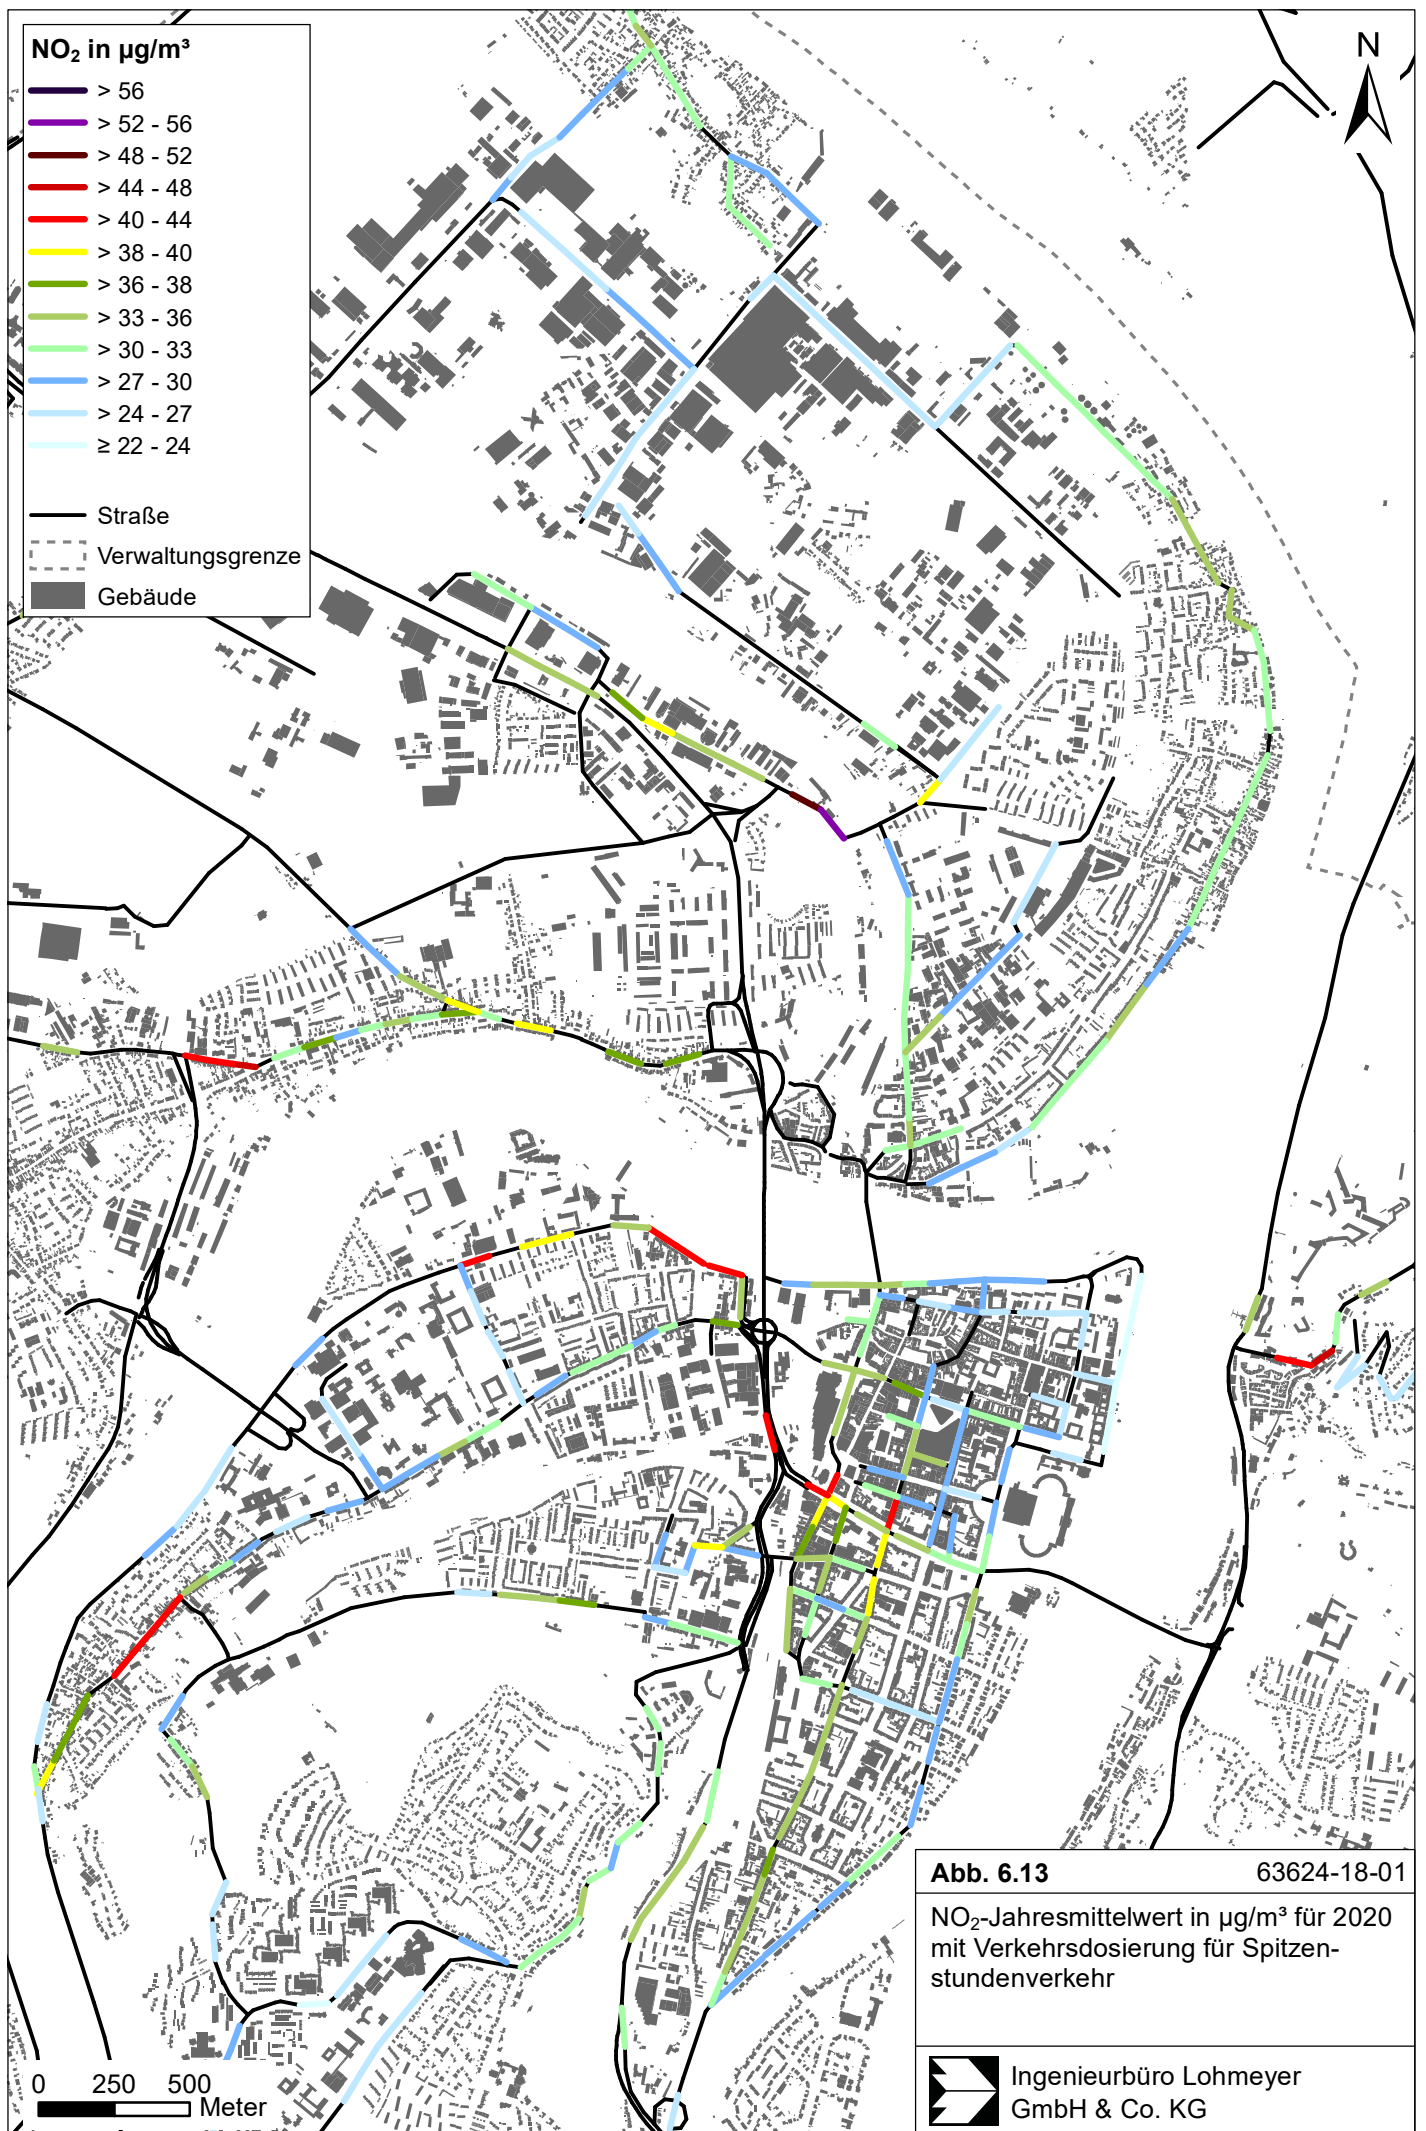 NO₂ in µg/m³
> 56
> 52 - 56
> 48 - 52
> 44 - 48
> 40 - 44
> 38 - 40
> 36 - 38
> 33 - 36
> 30 - 33
> 27 - 30
> 24 - 27
≥ 22 - 24
Straße
Verwaltungsgrenze
Gebäude
N
0 250 500
Meter
Abb. 6.13 63624-18-01
NO₂-Jahresmittelwert in µg/m³ für 2020
mit Verkehrsdosierung für Spitzen-
stundenverkehr
Ingenieurbüro Lohmeyer
GmbH & Co. KG